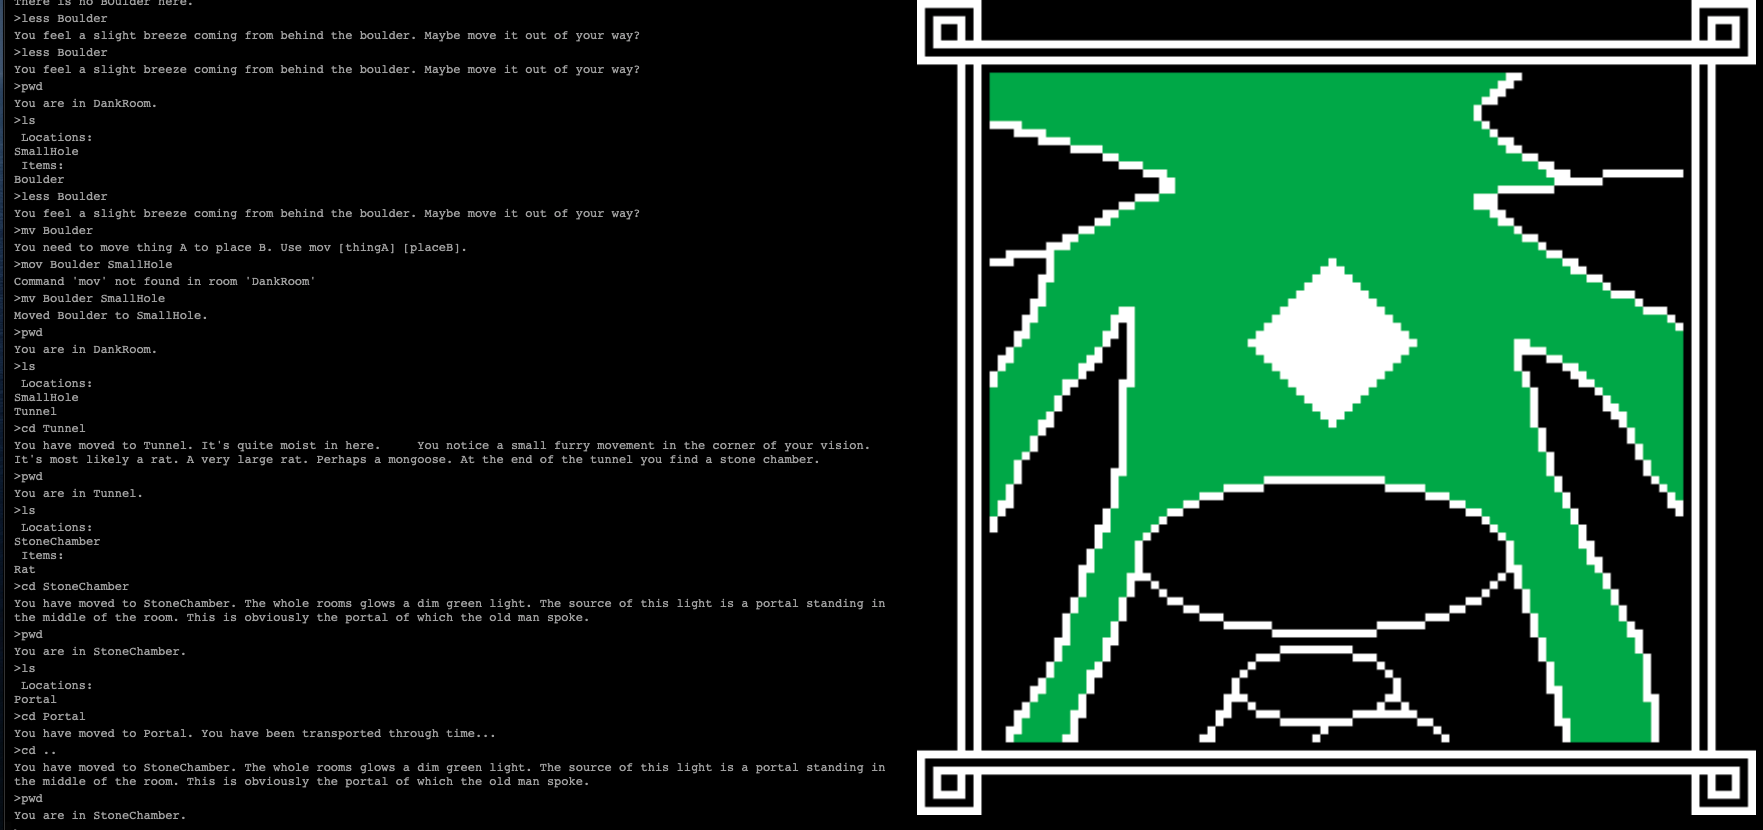 There is no BOulder here.
>less Boulder
You feel a slight breeze coming from behind the boulder. Maybe move it out of your way?
>less Boulder
You feel a slight breeze coming from behind the boulder. Maybe move it out of your way?
>pwd
You are in DankRoom.
>ls
Locations:
SmallHole
Items:
Boulder
>less Boulder
You feel a slight breeze coming from behind the boulder. Maybe move it out of your way?
>mv Boulder
You need to move thing A to place B. Use mov [thingA] [placeB].
>mov Boulder SmallHole
Command 'mov' not found in room 'DankRoom'
>mv Boulder SmallHole
Moved Boulder to SmallHole.
>pwd
You are in DankRoom.
>ls
Locations:
SmallHole
Tunnel
>cd Tunnel
You have moved to Tunnel. It's quite moist in here.     You notice a small furry movement in the corner of your vision.
It's most likely a rat. A very large rat. Perhaps a mongoose. At the end of the tunnel you find a stone chamber.
>pwd
You are in Tunnel.
>ls
Locations:
StoneChamber
Items:
Rat
>cd StoneChamber
You have moved to StoneChamber. The whole rooms glows a dim green light. The source of this light is a portal standing in
the middle of the room. This is obviously the portal of which the old man spoke.
>pwd
You are in StoneChamber.
>ls
Locations:
Portal
>cd Portal
You have moved to Portal. You have been transported through time...
>cd ..
You have moved to StoneChamber. The whole rooms glows a dim green light. The source of this light is a portal standing in
the middle of the room. This is obviously the portal of which the old man spoke.
>pwd
You are in StoneChamber.